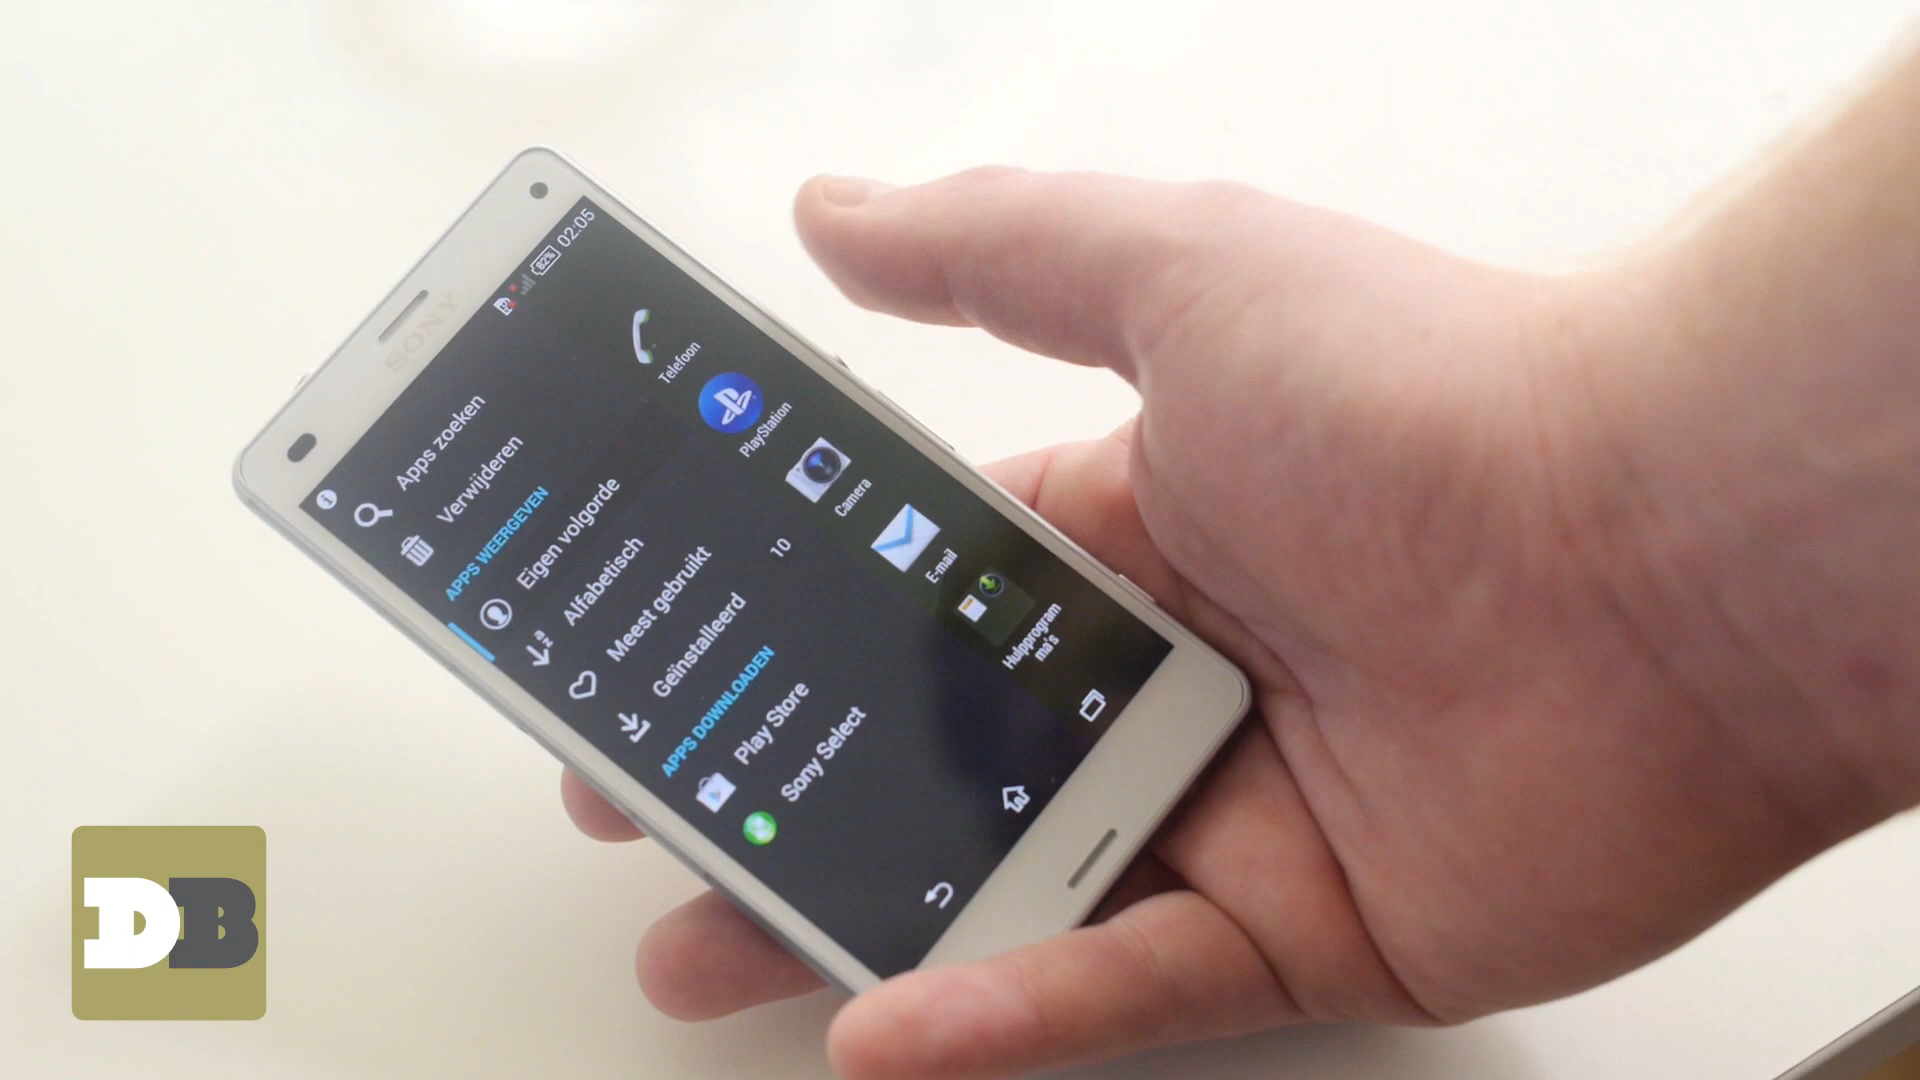 SONY
82% 02:05
Apps zoeken
Verwijderen
APPS WEERGEVEN
Eigen volgorde
Alfabetisch
Meest gebruikt
Geïnstalleerd 10
APPS DOWNLOADEN
Play Store
Sony Select
Telefoon
PlayStation
Camera
E-mail
Hulpprogram
ma's
DB